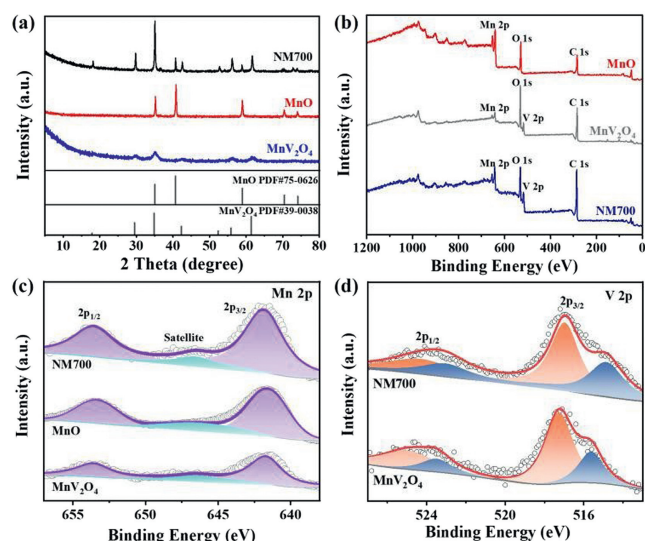 (a)
NM700
MnO
MnV2O4
MnO PDF#75-0626
MnV2O4 PDF#39-0038
Intensity (a.u.)
10 20 30 40 50 60 70 80
2 Theta (degree)
(b)
Mn 2p
O 1s
C 1s
MnO
Mn 2p
O 1s
V 2p
C 1s
MnV2O4
Mn 2p
O 1s
V 2p
C 1s
NM700
Intensity (a.u.)
1200 1000 800 600 400 200 0
Binding Energy (eV)
(c)
Mn 2p
2p1/2
Satellite
2p3/2
NM700
MnO
MnV2O4
Intensity (a.u.)
655 650 645 640
Binding Energy (eV)
(d)
V 2p
2p3/2
2p1/2
NM700
MnV2O4
Intensity (a.u.)
524 520 516
Binding Energy (eV)